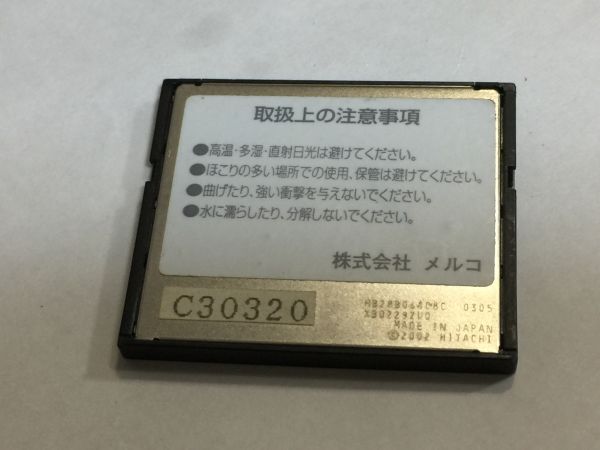 取扱上の注意事項
●高温・多湿・直射日光は避けてください。
●ほこりの多い場所での使用、保管は避けてください。
●曲げたり、強い衝撃を与えないでください。
●水に濡らしたり、分解しないでください。
株式会社 メルコ
C30320
HB28B064C8C 0305
XB0229ZU0
MADE IN JAPAN
©2002 HITACHI